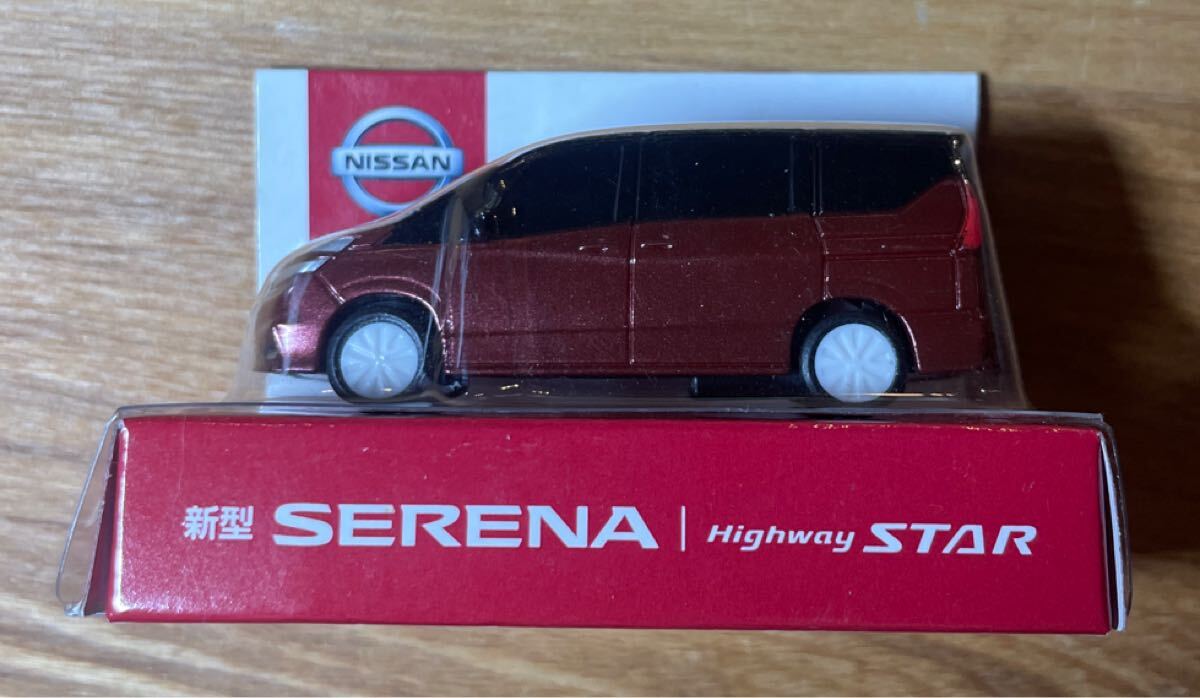 NISSAN
新型 SERENA | Highway STAR